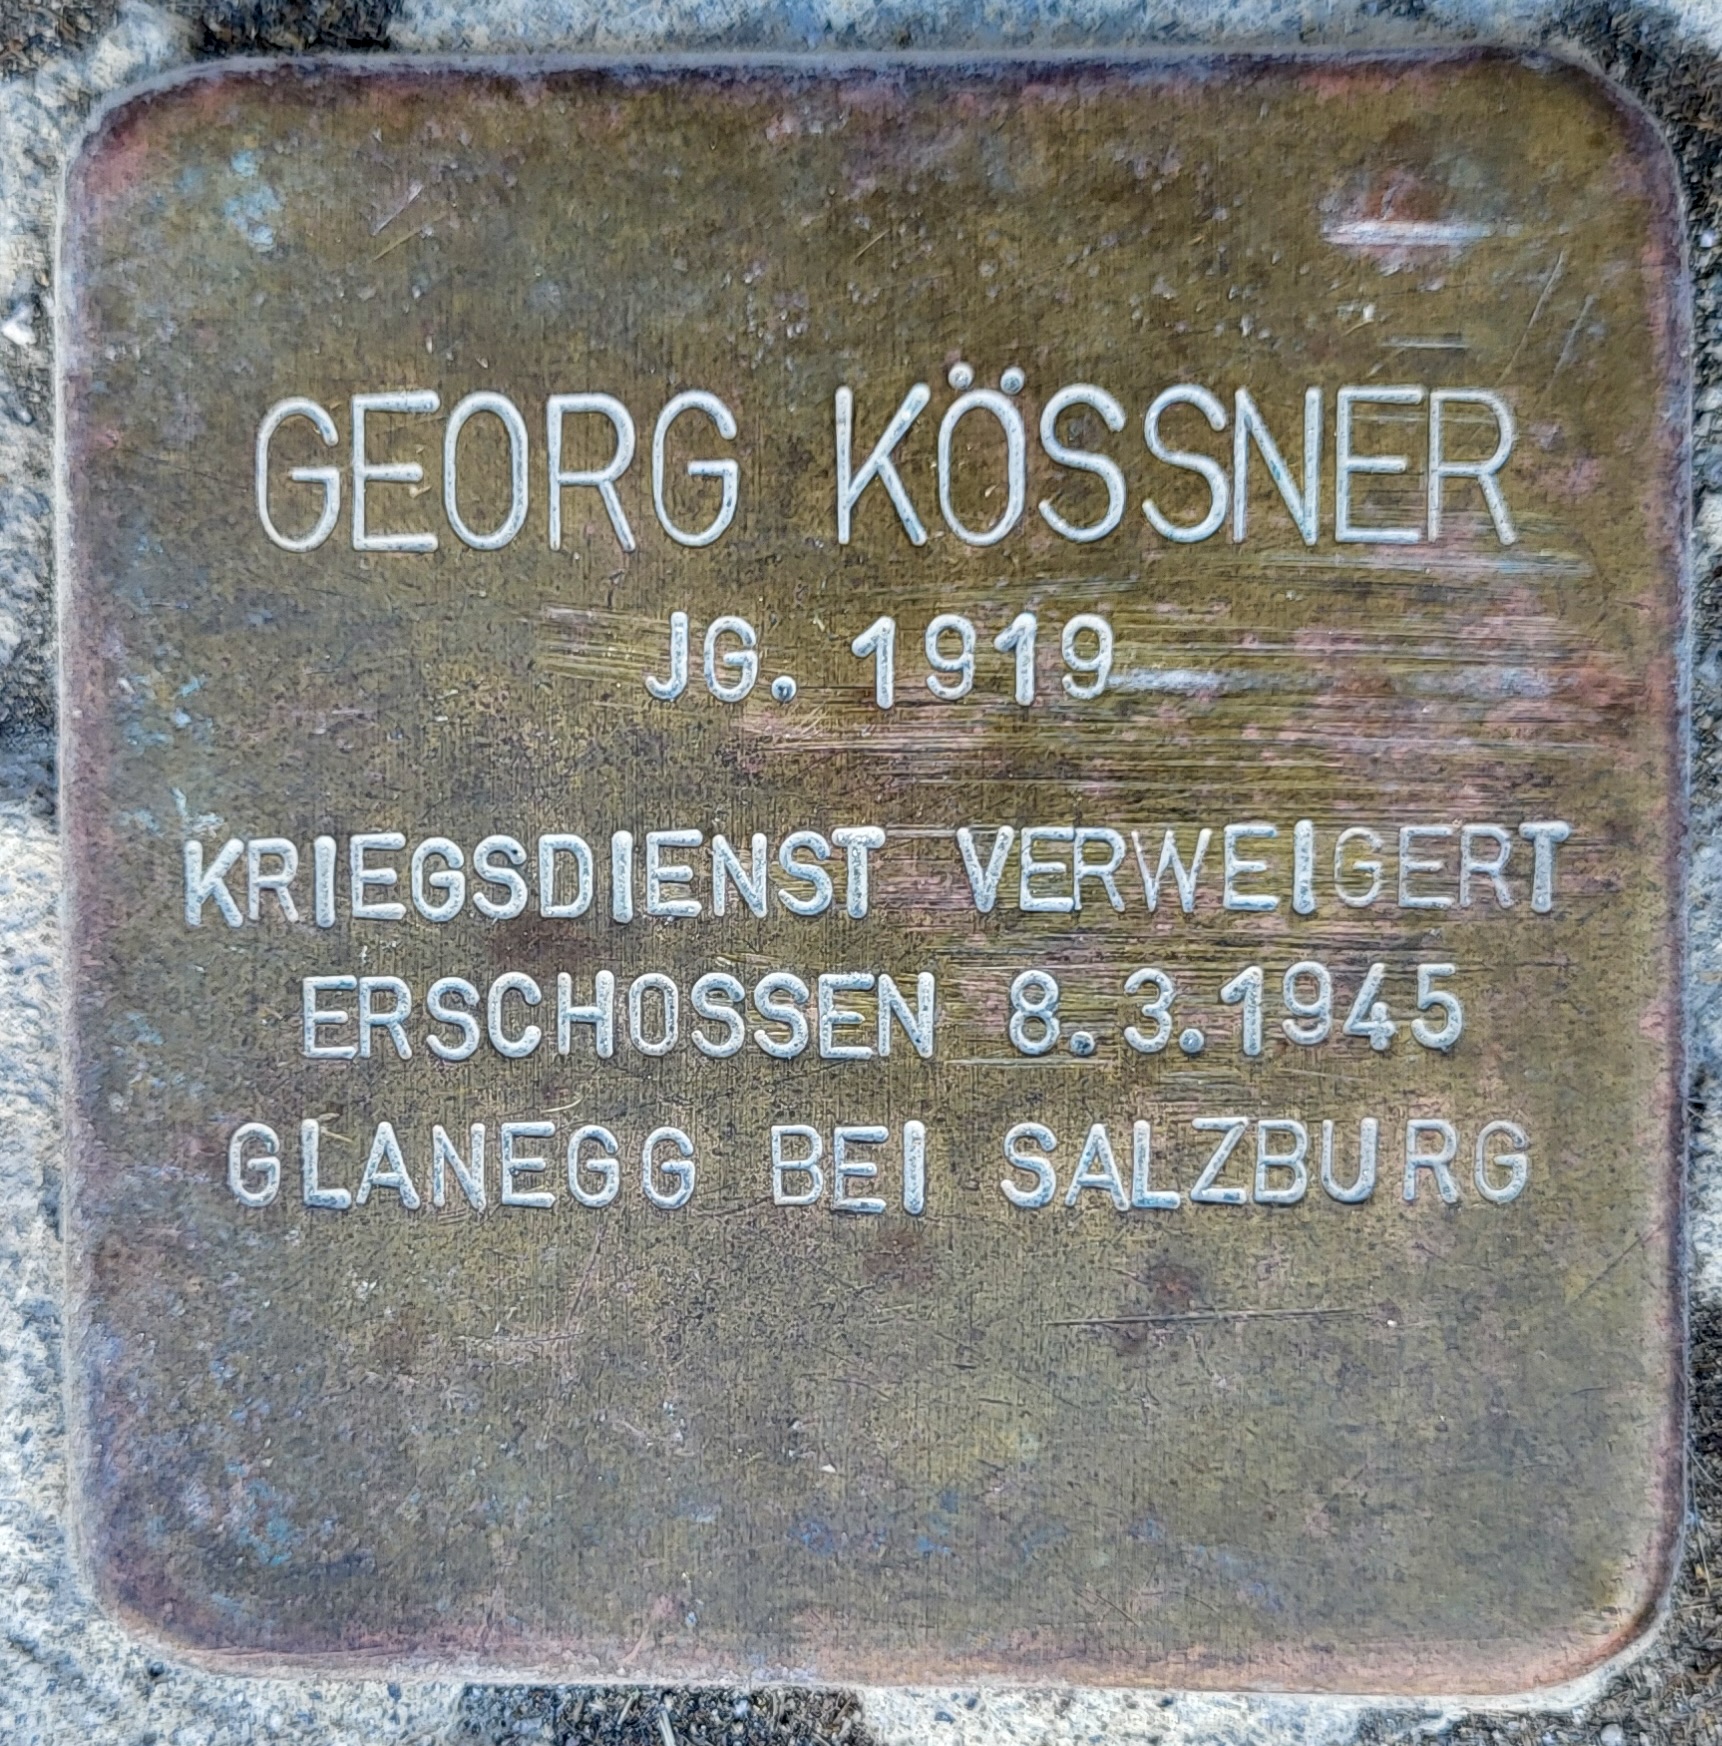 GEORG KÖSSNER
JG. 1919
KRIEGSDIENST VERWEIGERT
ERSCHOSSEN 8.3.1945
GLANEGG BEI SALZBURG